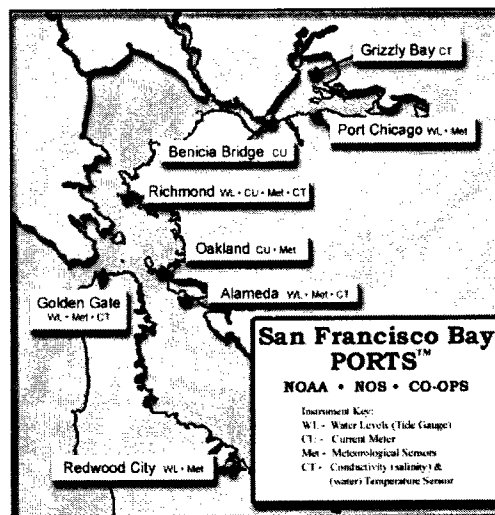 Grizzly Bay CT
Port Chicago WL • Met
Benicia Bridge CU
Richmond WL • CU • Met • CT
Oakland CU • Met
Alameda WL • Met • CT
Golden Gate
WL • Met • CT
Redwood City WL • Met
San Francisco Bay
PORTS™
NOAA • NOS • CO-OPS
Instrument Key:
WL - Water Levels (Tide Gauge)
CU - Current Meter
Met - Meteorological Sensors
CT - Conductivity (salinity) &
(water) Temperature Sensor